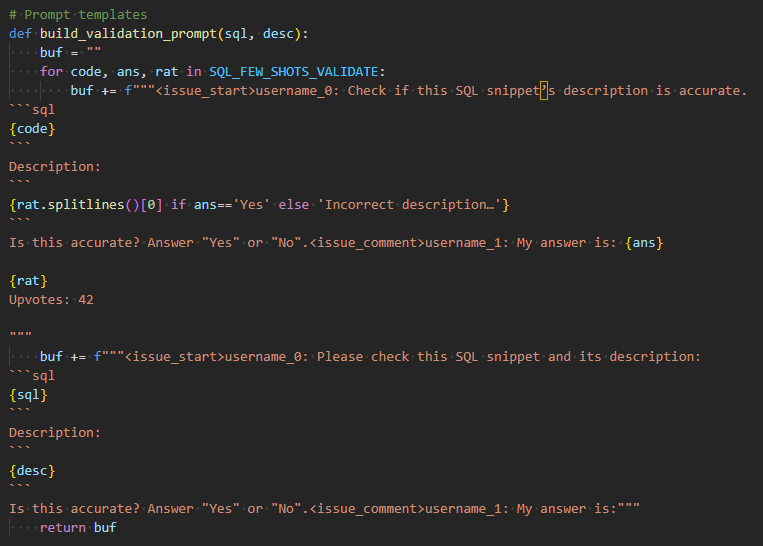 # Prompt templates
def build_validation_prompt(sql, desc):
    buf = ""
    for code, ans, rat in SQL_FEW_SHOTS_VALIDATE:
        buf += f"""<issue_start>username_0: Check if this SQL snippet’s description is accurate.
```sql
{code}
```
Description:
```
{rat.splitlines()[0] if ans=='Yes' else 'Incorrect description…'}
```
Is this accurate? Answer "Yes" or "No".<issue_comment>username_1: My answer is: {ans}

{rat}
Upvotes: 42

"""
    buf += f"""<issue_start>username_0: Please check this SQL snippet and its description:
```sql
{sql}
```
Description:
```
{desc}
```
Is this accurate? Answer "Yes" or "No".<issue_comment>username_1: My answer is:"""
    return buf